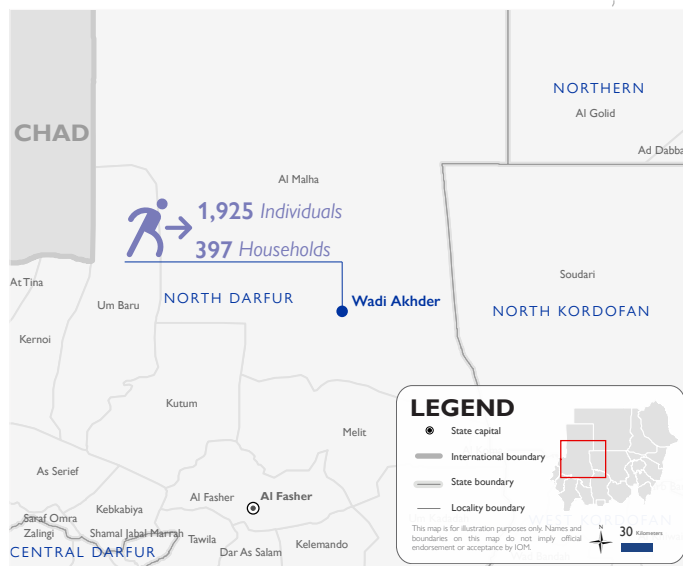 NORTHERN
Al Golid
CHAD
Ad Dabba
Al Malha
1,925 Individuals
397 Households
At Tina
Um Baru
NORTH DARFUR
Wadi Akhder
Soudari
NORTH KORDOFAN
Kernoi
Kutum
Melit
As Serief
Al Fasher
Al Fasher
Kebkabiya
Saraf Omra
Zalingi
Shamal Jabal Marrah
Tawila
Kelemando
CENTRAL DARFUR
Dar As Salam
LEGEND
State capital
International boundary
State boundary
Locality boundary
This map is for illustration purposes only. Names and
boundaries on this map do not imply official
endorsement or acceptance by IOM.
N
30 Kilometers